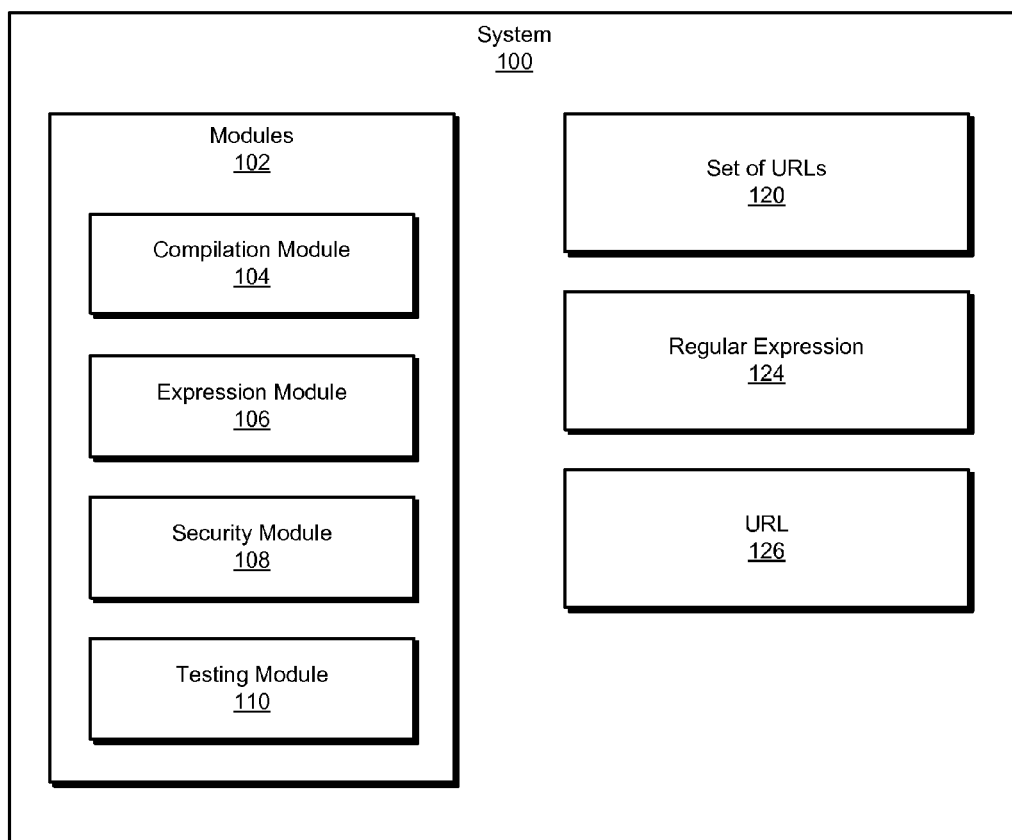 System
100
Modules
102
Compilation Module
104
Expression Module
106
Security Module
108
Testing Module
110
Set of URLs
120
Regular Expression
124
URL
126